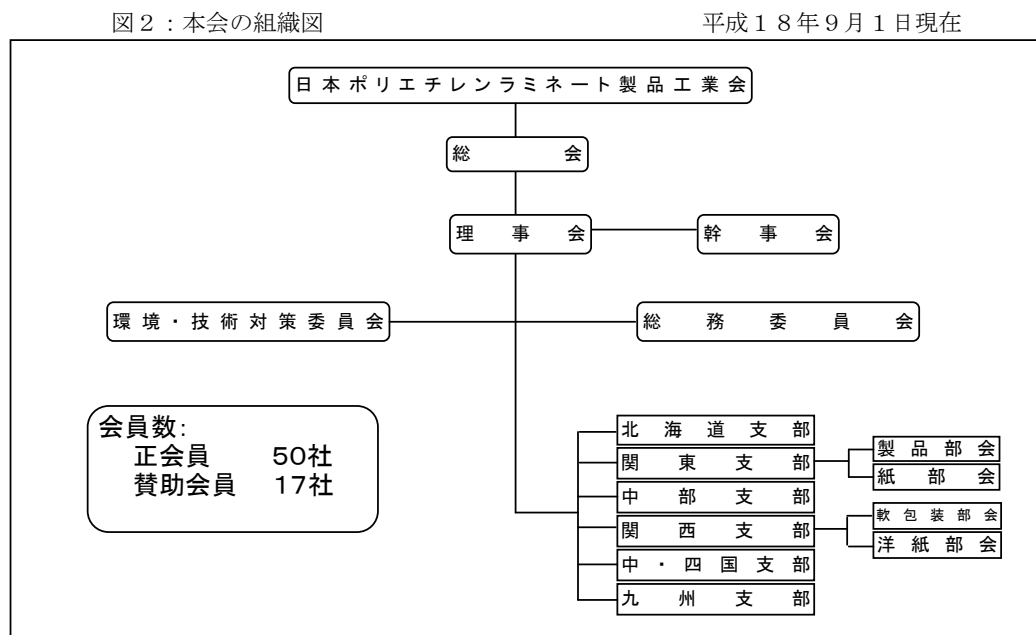 図２：本会の組織図 平成１８年９月１日現在
日本ポリエチレンラミネート製品工業会
総会
理事会 幹事会
環境・技術対策委員会 総務委員会
会員数：
正会員 50社
賛助会員 17社
北海道支部
関東支部
製品部会
紙部会
中部支部
関西支部
軟包装部会
洋紙部会
中・四国支部
九州支部